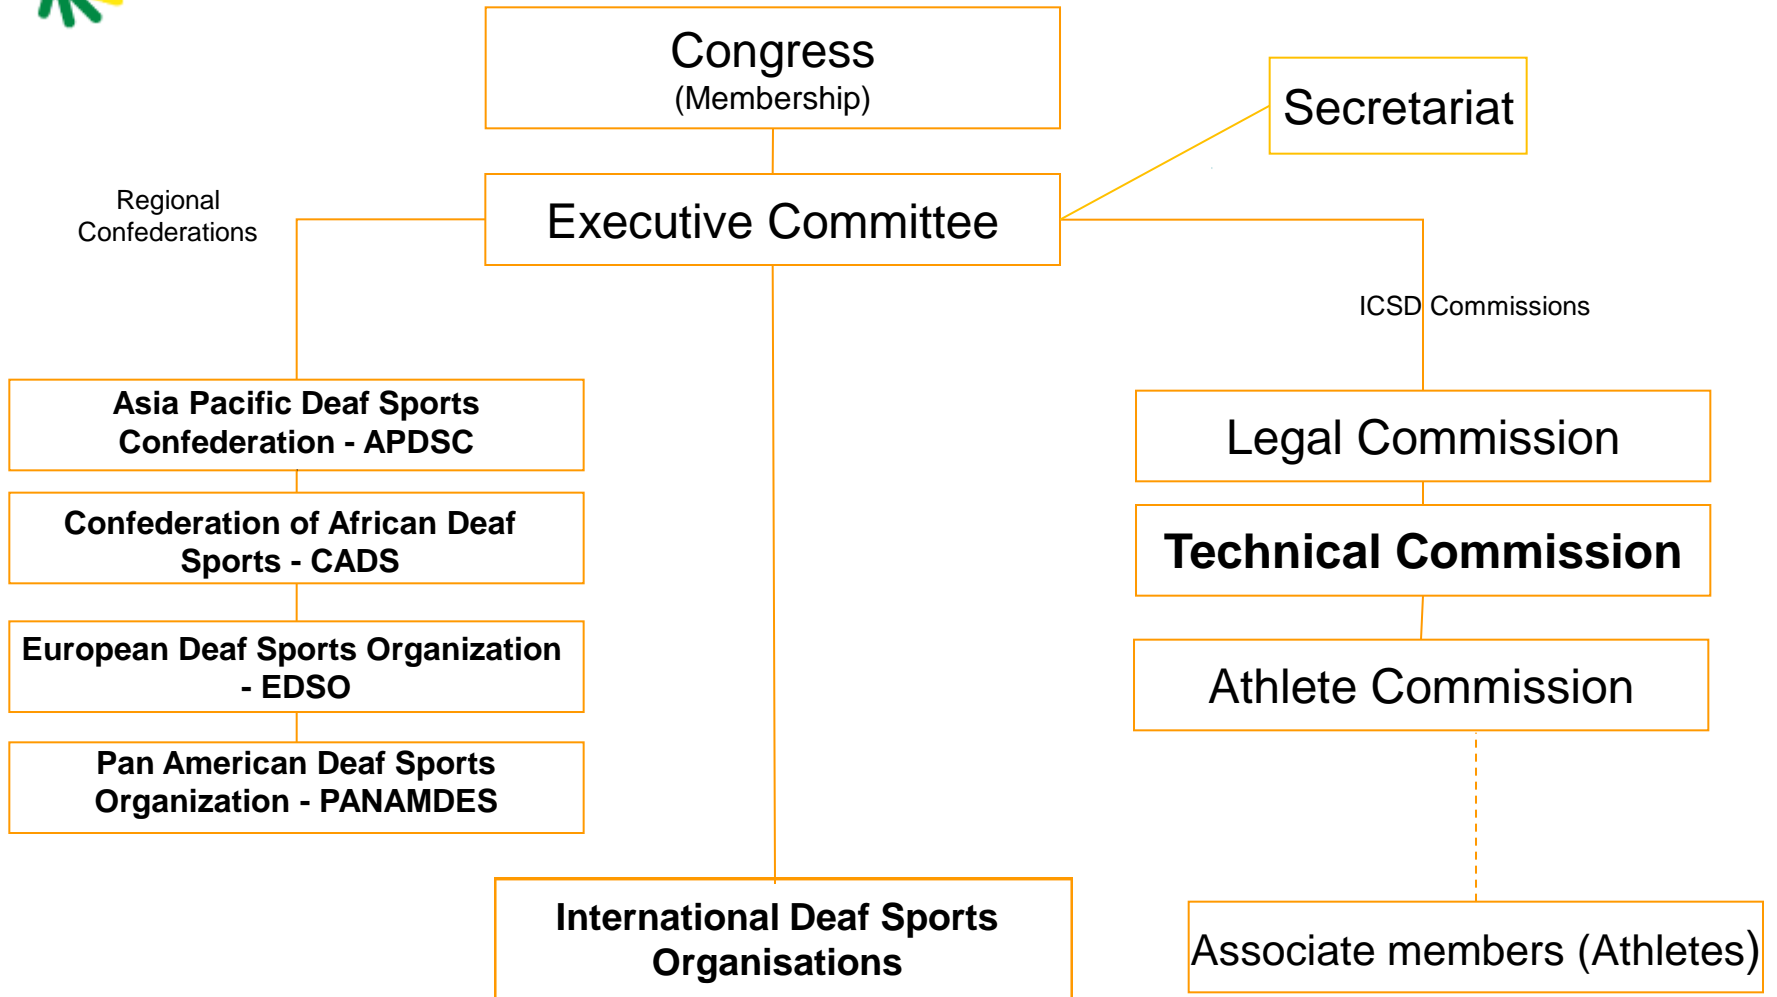 Congress
(Membership)
Secretariat
Executive Committee
Regional
Confederations
ICSD Commissions
Asia Pacific Deaf Sports
Confederation - APDSC
Confederation of African Deaf
Sports - CADS
European Deaf Sports Organization
- EDSO
Pan American Deaf Sports
Organization - PANAMDES
Legal Commission
Technical Commission
Athlete Commission
International Deaf Sports
Organisations
Associate members (Athletes)